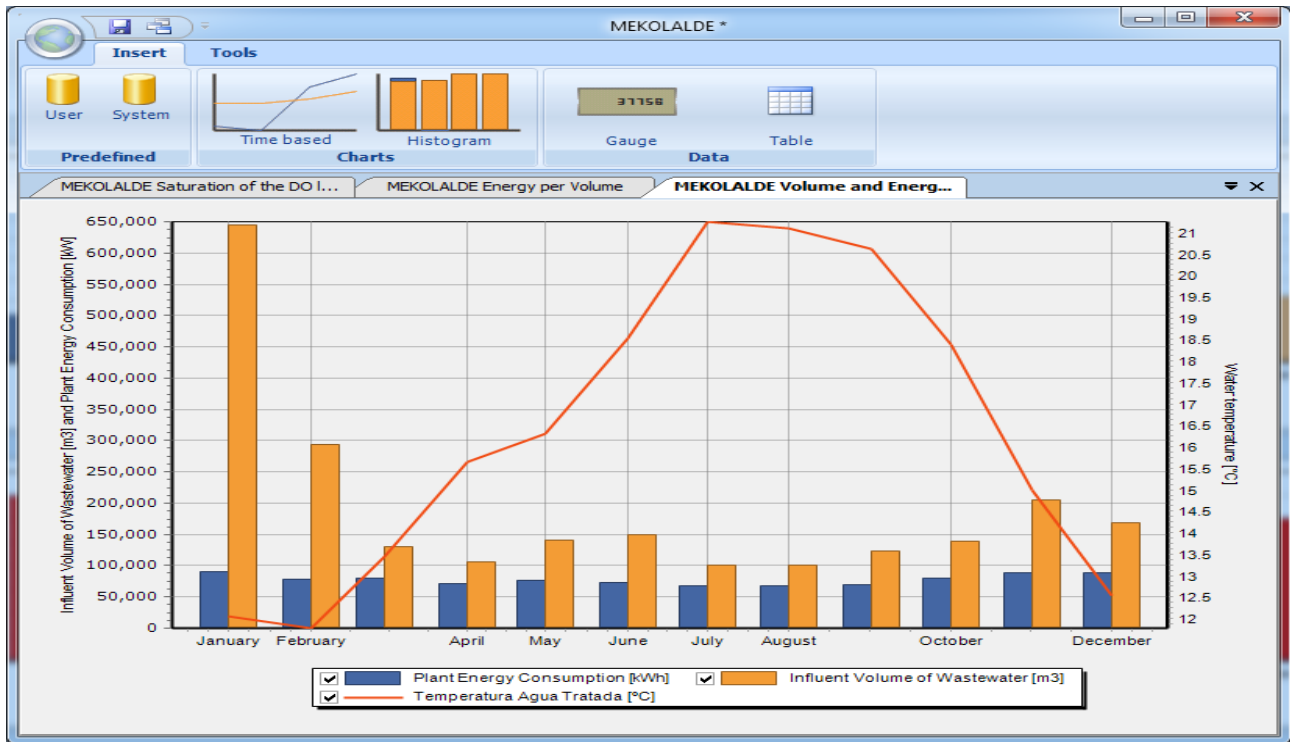 MEKOLALDE *
Insert Tools
User System
Predefined
Time based Histogram
Charts
37758
Gauge Table
Data
MEKOLALDE Saturation of the DO l...
MEKOLALDE Energy per Volume
MEKOLALDE Volume and Energ...
Influent Volume of Wastewater [m3] and Plant Energy Consumption [kW]
650,000
600,000
550,000
500,000
450,000
400,000
350,000
300,000
250,000
200,000
150,000
100,000
50,000
0
January February April May June July August October December
21
20.5
20
19.5
19
18.5
18
17.5
17
16.5
16
15.5
15
14.5
14
13.5
13
12.5
12
Water temperature [ºC]
Plant Energy Consumption [kWh] Influent Volume of Wastewater [m3]
Temperatura Agua Tratada [ºC]